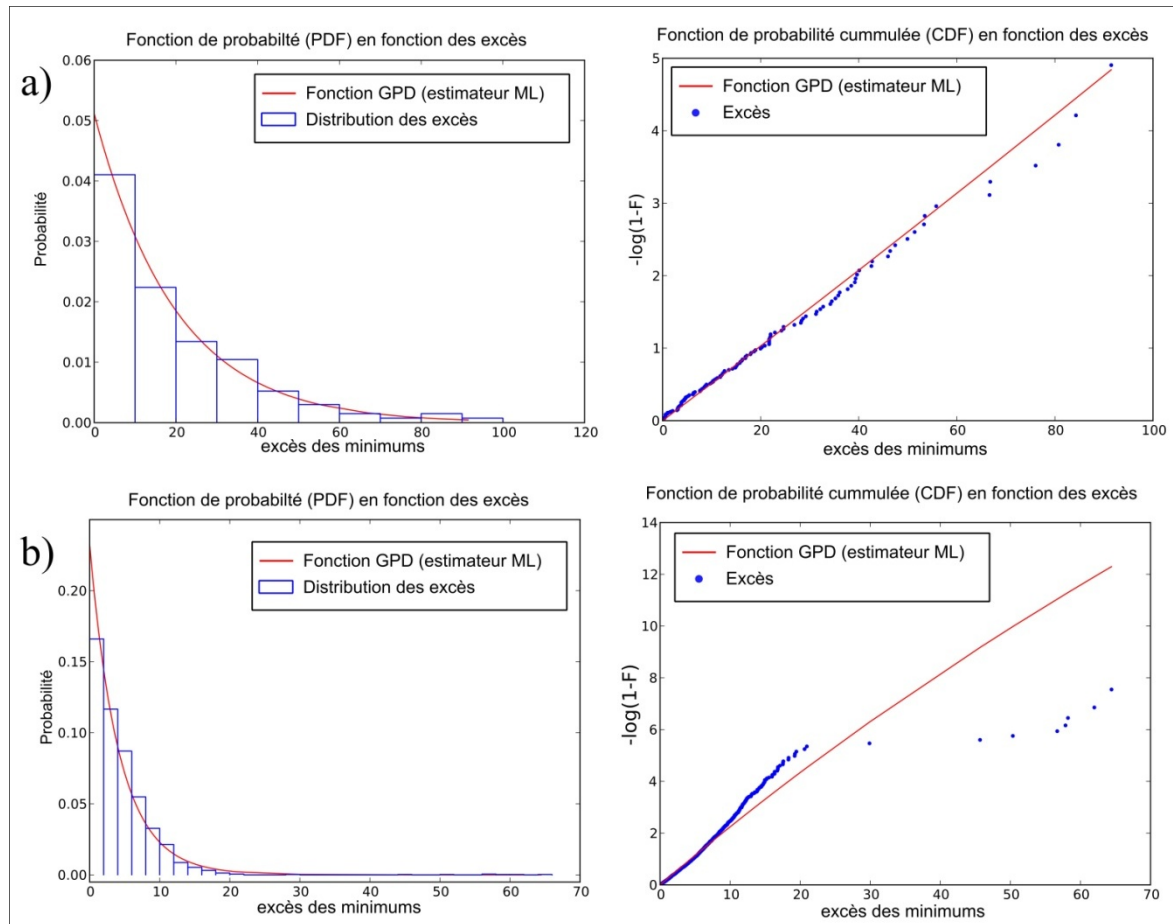 Fonction de probabilté (PDF) en fonction des excès
Fonction de probabilité cummulée (CDF) en fonction des excès
a)
0.06
0.05
0.04
0.03
0.02
0.01
0.00
Probabilité
Fonction GPD (estimateur ML)
Distribution des excès
0 20 40 60 80 100 120
excès des minimums
5
4
3
2
1
0
-log(1-F)
Fonction GPD (estimateur ML)
Excès
0 20 40 60 80 100
excès des minimums
Fonction de probabilté (PDF) en fonction des excès
Fonction de probabilité cummulée (CDF) en fonction des excès
b)
0.20
0.15
0.10
0.05
0.00
Probabilité
Fonction GPD (estimateur ML)
Distribution des excès
0 10 20 30 40 50 60 70
excès des minimums
14
12
10
8
6
4
2
0
-log(1-F)
Fonction GPD (estimateur ML)
Excès
0 10 20 30 40 50 60 70
excès des minimums